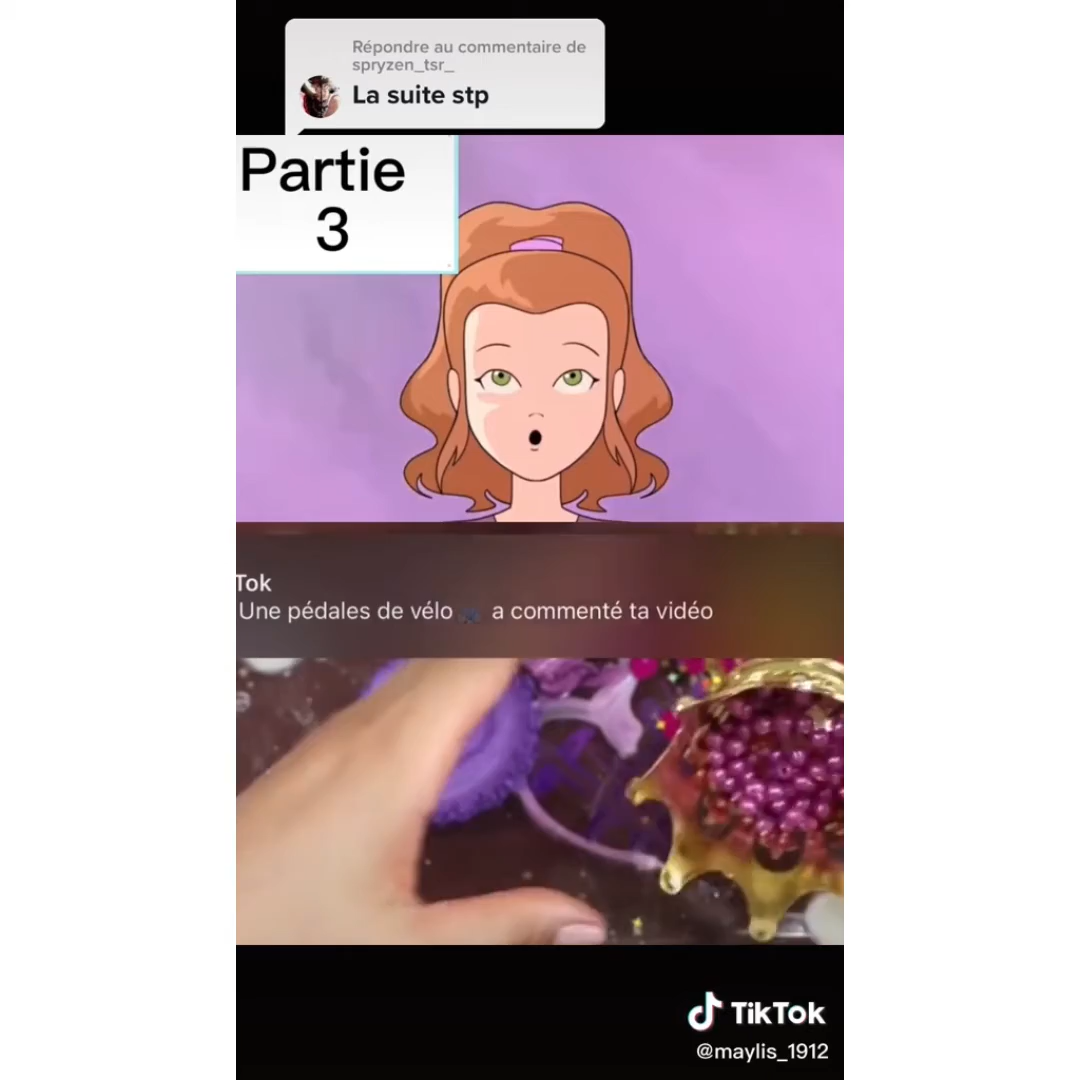 Répondre au commentaire de
spryzen_tsr_
La suite stp
Partie
3
Tok
Une pédales de vélo a commenté ta vidéo
TikTok
@maylis_1912